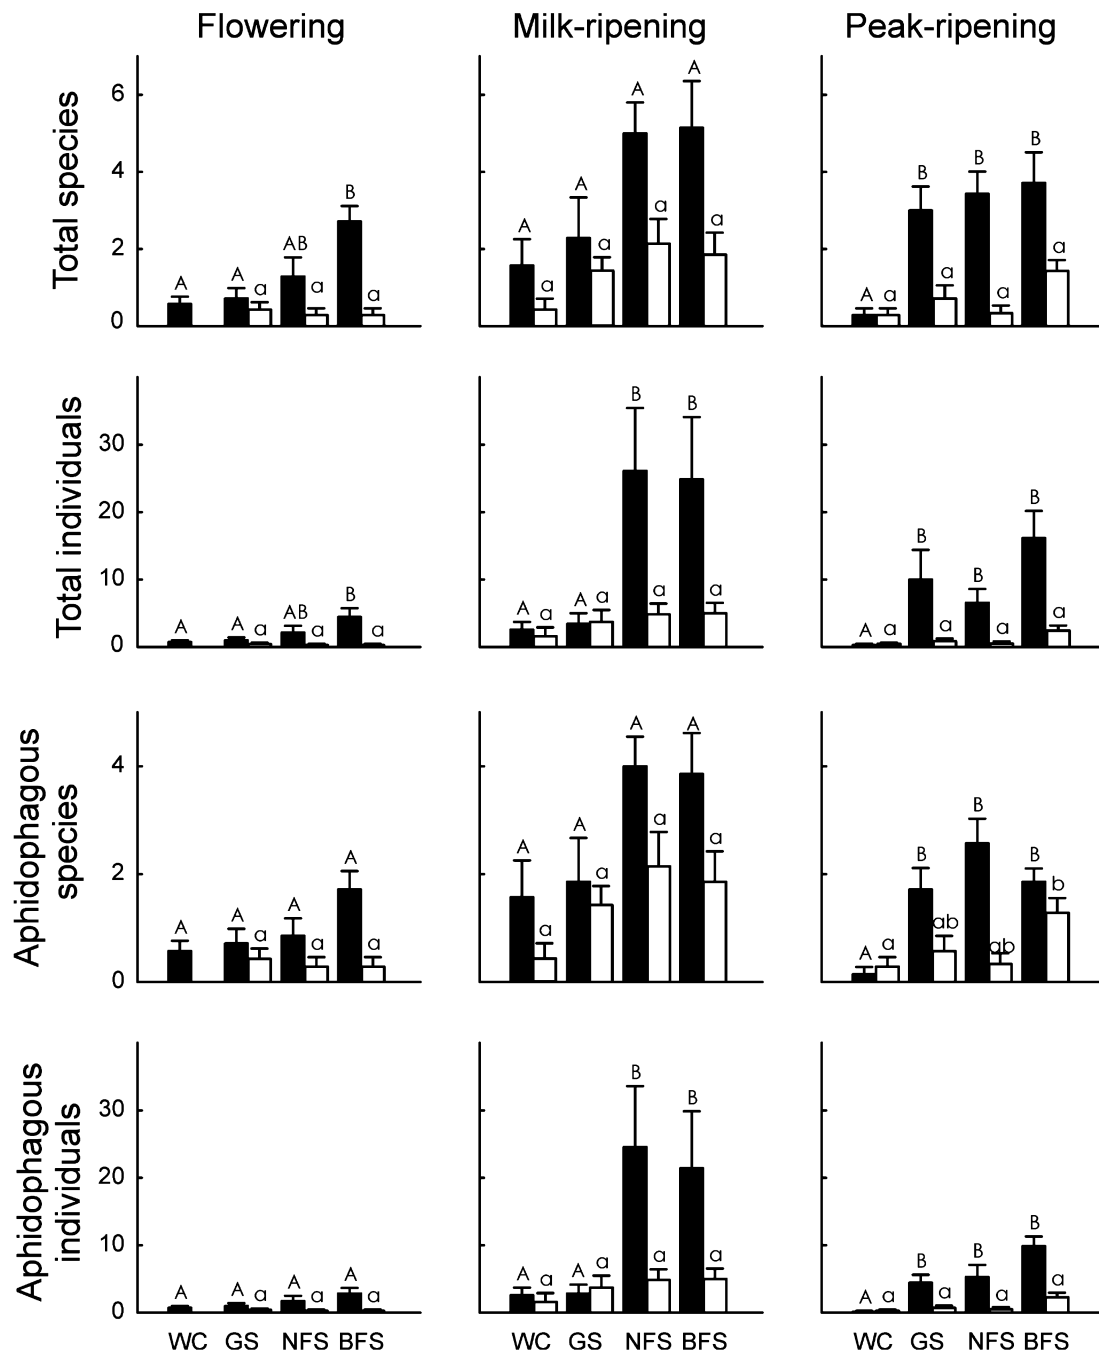 Flowering Milk-ripening Peak-ripening
Total species
6
4
2
0
A A a AB a B a
A a A a A a A a
A a B a B a B a
Total individuals
30
20
10
0
A A a AB a B a
A a A a B a B a
A a B a B a B a
Aphidophagous
species
4
2
0
A A a A a A a
A a A a A a A a
A a B ab B ab B b
Aphidophagous
individuals
30
20
10
0
A A a A a A a
A a A a B a B a
A a B a B a B a
WC GS NFS BFS WC GS NFS BFS WC GS NFS BFS